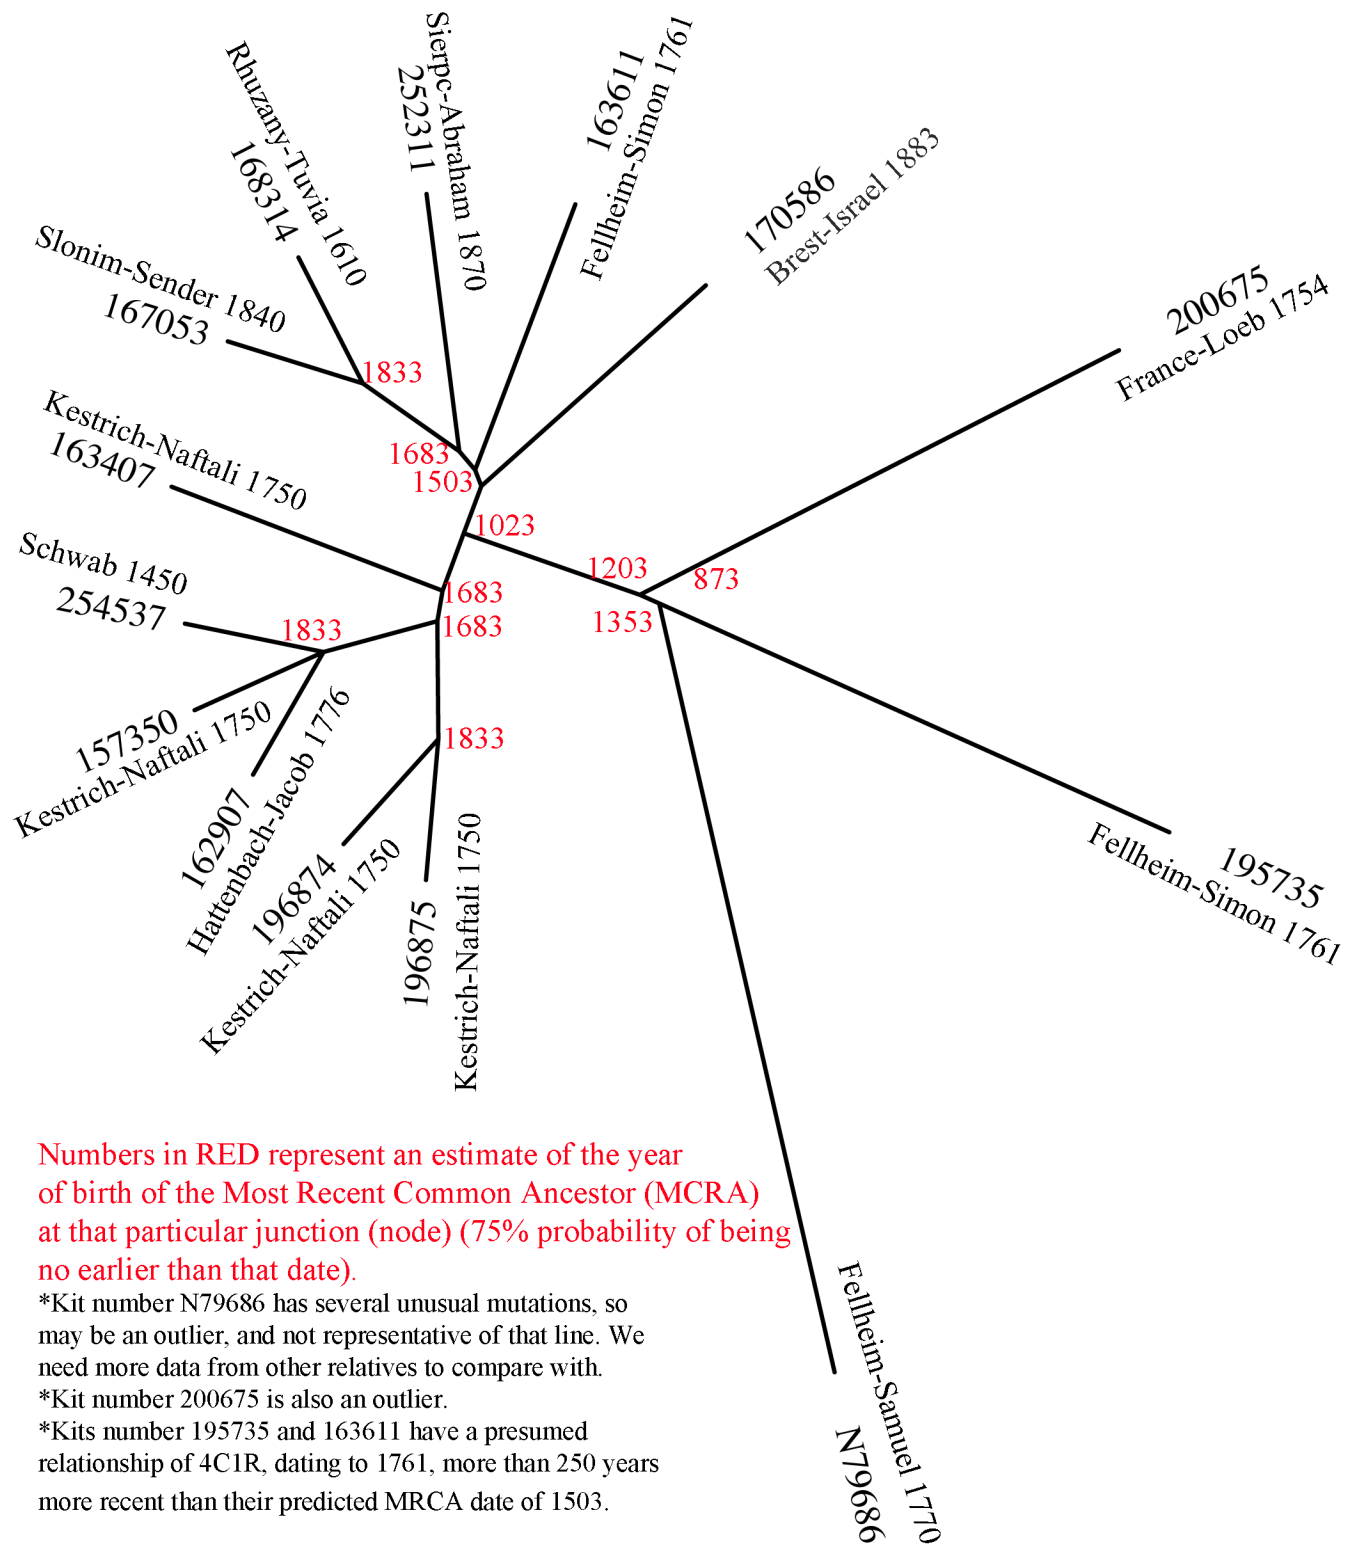 Sierpc-Abraham 1870
252311
163611
Fellheim-Simon 1761
Rhuzany-Tuvia 1610
168314
170586
Brest-Israel 1883
Slonim-Sender 1840
167053
200675
France-Loeb 1754
1833
Kestrich-Naftali 1750
163407
1683
1503
1023
Schwab 1450
254537
1203
873
1683
1353
1683
1833
157350
Kestrich-Naftali 1750
162907
Hattenbach-Jacob 1776
1833
196874
Kestrich-Naftali 1750
196875
Kestrich-Naftali 1750
195735
Fellheim-Simon 1761
Numbers in RED represent an estimate of the year
of birth of the Most Recent Common Ancestor (MCRA)
at that particular junction (node) (75% probability of being
no earlier than that date).
*Kit number N79686 has several unusual mutations, so
may be an outlier, and not representative of that line. We
need more data from other relatives to compare with.
*Kit number 200675 is also an outlier.
*Kits number 195735 and 163611 have a presumed
relationship of 4C1R, dating to 1761, more than 250 years
more recent than their predicted MRCA date of 1503.
Fellheim-Samuel 1770
N79686